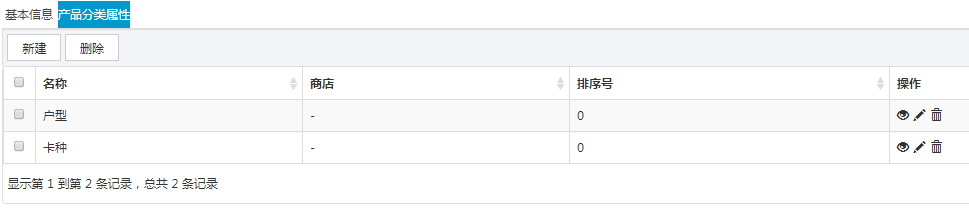 基本信息 产品分类属性
新建 删除
名称 商店 排序号 操作
户型 - 0
卡种 - 0
显示第 1 到第 2 条记录，总共 2 条记录